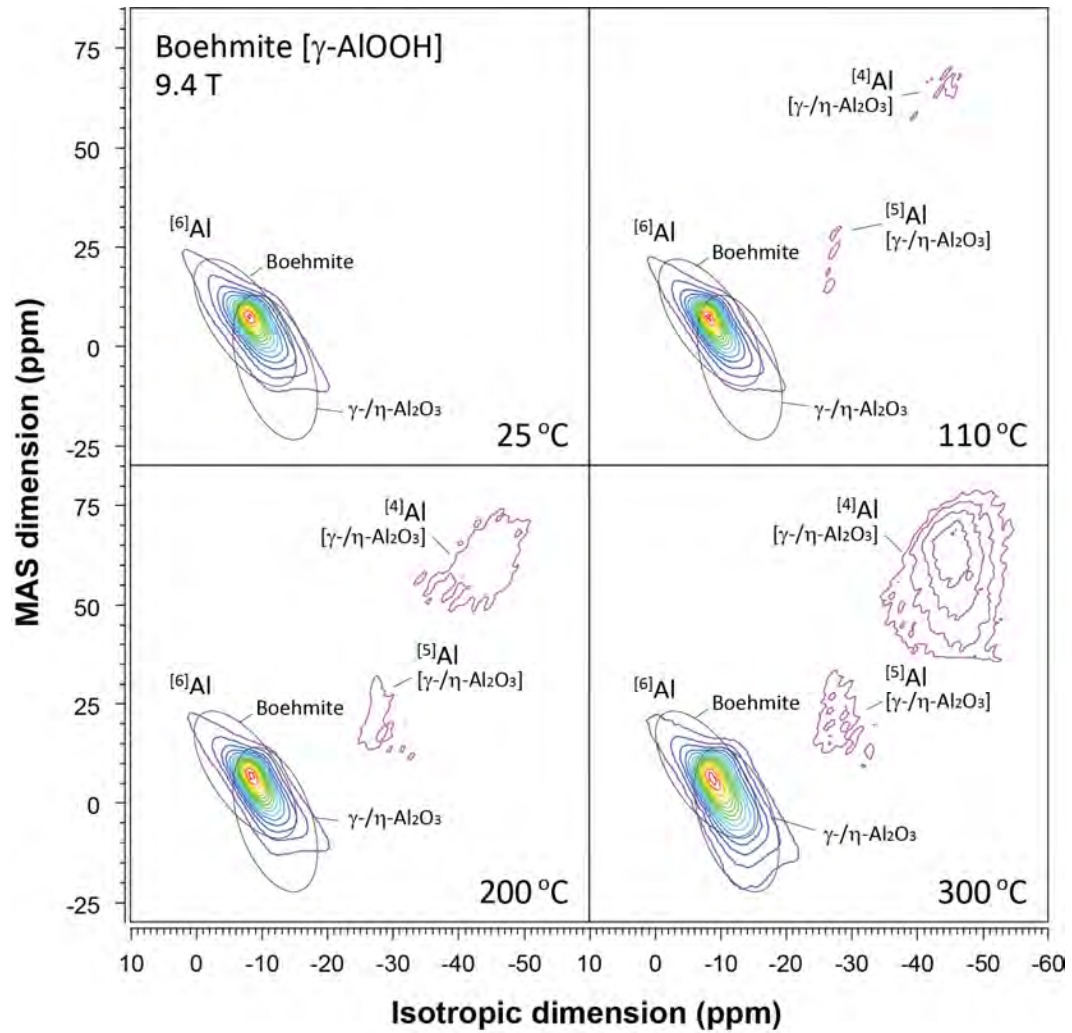 Boehmite [γ-AlOOH]
9.4 T
[6]Al
Boehmite
γ-/η-Al₂O₃
25 °C
[4]Al
[γ-/η-Al₂O₃]
[5]Al
[γ-/η-Al₂O₃]
[6]Al
Boehmite
γ-/η-Al₂O₃
110 °C
[4]Al
[γ-/η-Al₂O₃]
[5]Al
[γ-/η-Al₂O₃]
[6]Al
Boehmite
γ-/η-Al₂O₃
200 °C
[4]Al
[γ-/η-Al₂O₃]
[5]Al
[γ-/η-Al₂O₃]
[6]Al
Boehmite
γ-/η-Al₂O₃
300 °C
MAS dimension (ppm)
75
50
25
0
-25
75
50
25
0
-25
10 0 -10 -20 -30 -40 -50 10 0 -10 -20 -30 -40 -50 -60
Isotropic dimension (ppm)